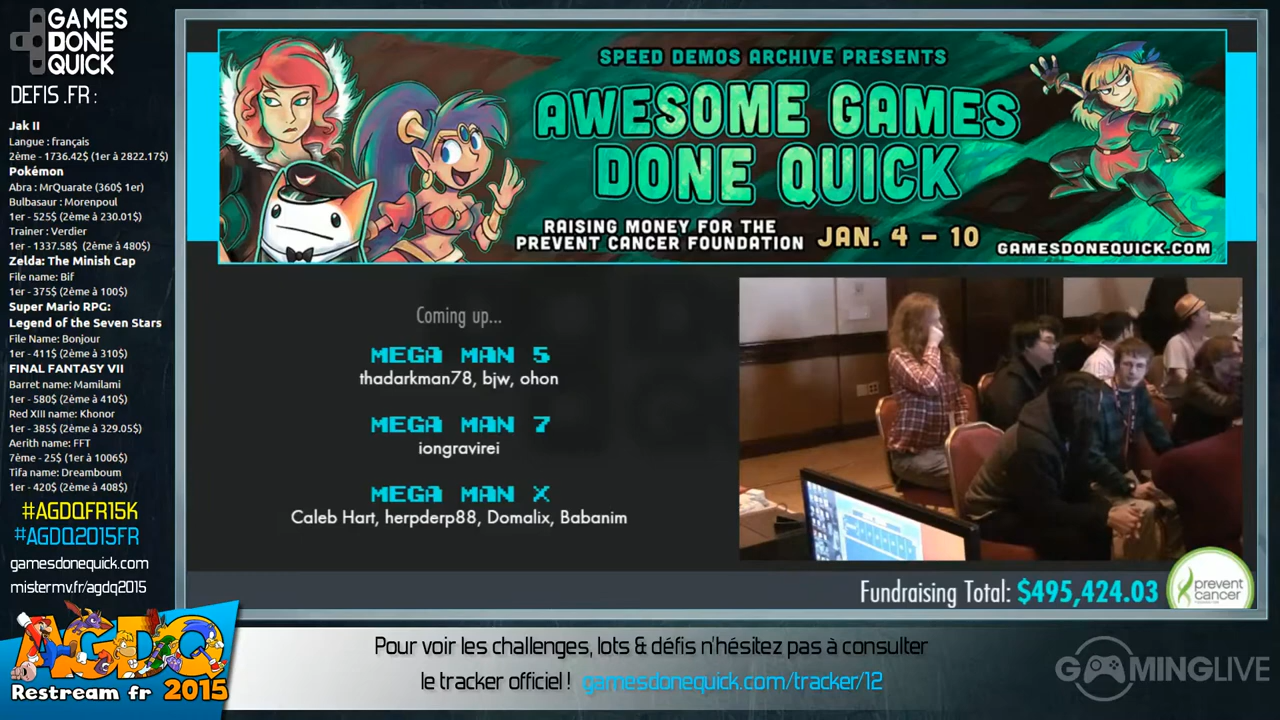 GAMES
DONE
QUICK
DEFIS .FR :
Jak II
Langue : français
2ème - 1736.42$ (1er à 2822.17$)
Pokémon
Abra : MrQuarate (360$ 1er)
Bulbasaur : Morenpoul
1er - 525$ (2ème à 230.01$)
Trainer : Verdier
1er - 1337.58$ (2ème à 480$)
Zelda: The Minish Cap
File name: Bif
1er - 375$ (2ème à 100$)
Super Mario RPG:
Legend of the Seven Stars
File Name: Bonjour
1er - 411$ (2ème à 310$)
FINAL FANTASY VII
Barret name: Mamilami
1er - 580$ (2ème à 410$)
Red XIII name: Khonor
1er - 385$ (2ème à 329.05$)
Aerith name: FFT
7ème - 25$ (1er à 1006$)
Tifa name: Dreamboum
1er - 420$ (2ème à 408$)
#AGDQFR15K
#AGDQ2015FR
gamesdonequick.com
mistermv.fr/agdq2015
AGDQ
Restream fr 2015
SPEED DEMOS ARCHIVE PRESENTS
AWESOME GAMES
DONE QUICK
RAISING MONEY FOR THE
PREVENT CANCER FOUNDATION
JAN. 4 - 10
GAMESDONEQUICK.COM
Coming up...
MEGA MAN 5
thadarkman78, bjw, ohon
MEGA MAN 7
iongravirei
MEGA MAN X
Caleb Hart, herpderp88, Domalix, Babanim
Fundraising Total: $495,424.03
prevent
cancer
Pour voir les challenges, lots & défis n'hésitez pas à consulter
le tracker officiel ! gamesdonequick.com/tracker/12
GAMINGLIVE